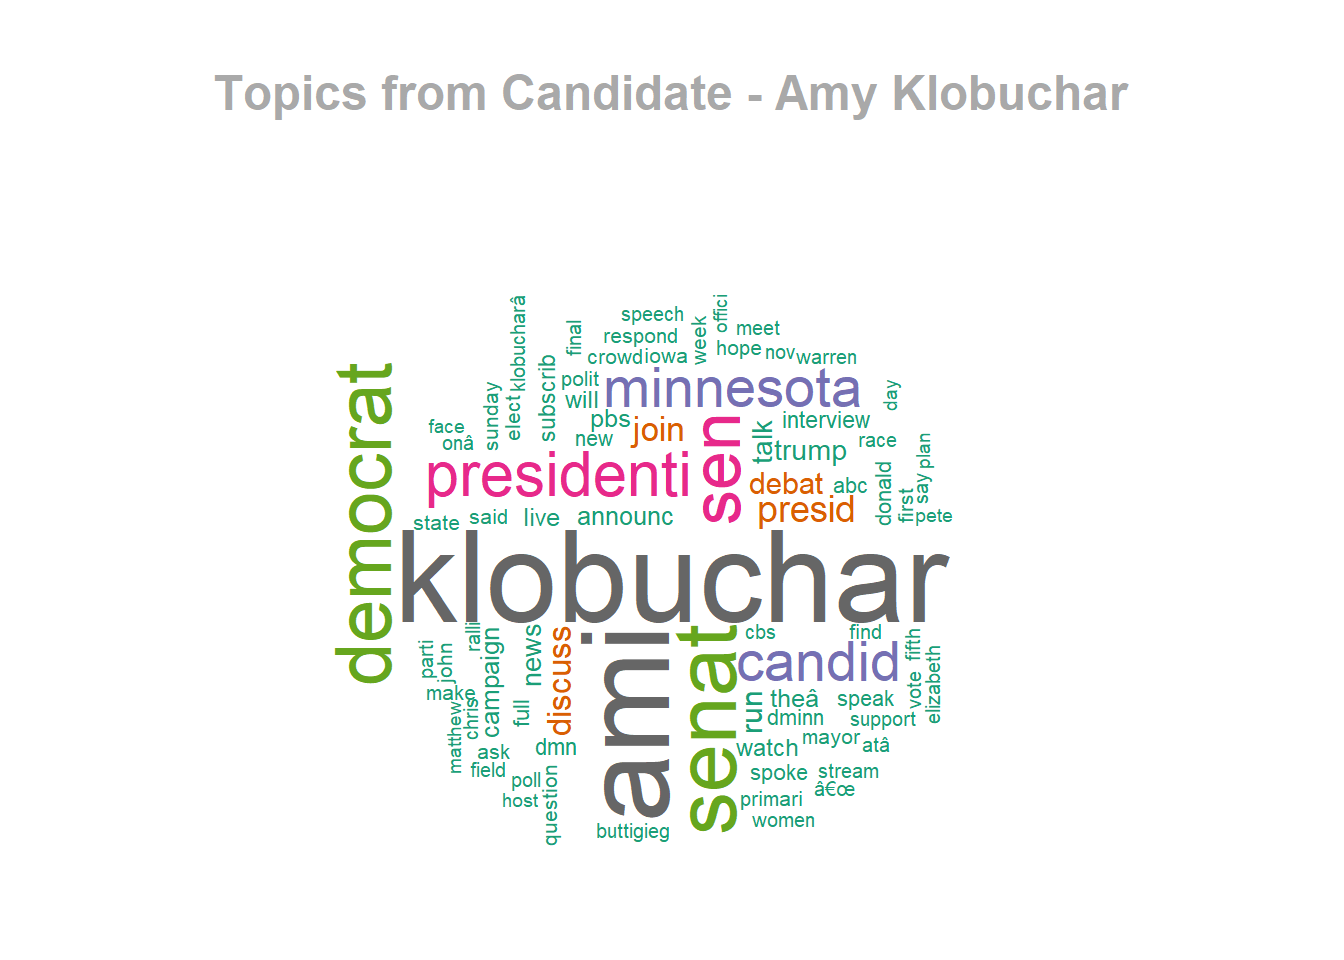 Topics from Candidate - Amy Klobuchar
speech
offici
klobucharâ
final
respond
week
meet
crowd
iowa
hope
nov
warren
democrat
subscrib
polit
minnesota
sunday
elect
will
day
face
onâ
pbs
join
new
sen
talk
interview
trump
race
plan
say
presidenti
debat
abc
donald
first
presid
pete
state
said
live
announc
klobuchar
parti
john
ralli
campaign
news
discuss
ami
senat
cbs
find
fifth
candid
elizabeth
make
matthew
chris
full
run
theâ
speak
vote
dminn
support
ask
dmn
watch
mayor
atâ
field
poll
question
spoke
stream
host
primari
â€œ
buttigieg
women